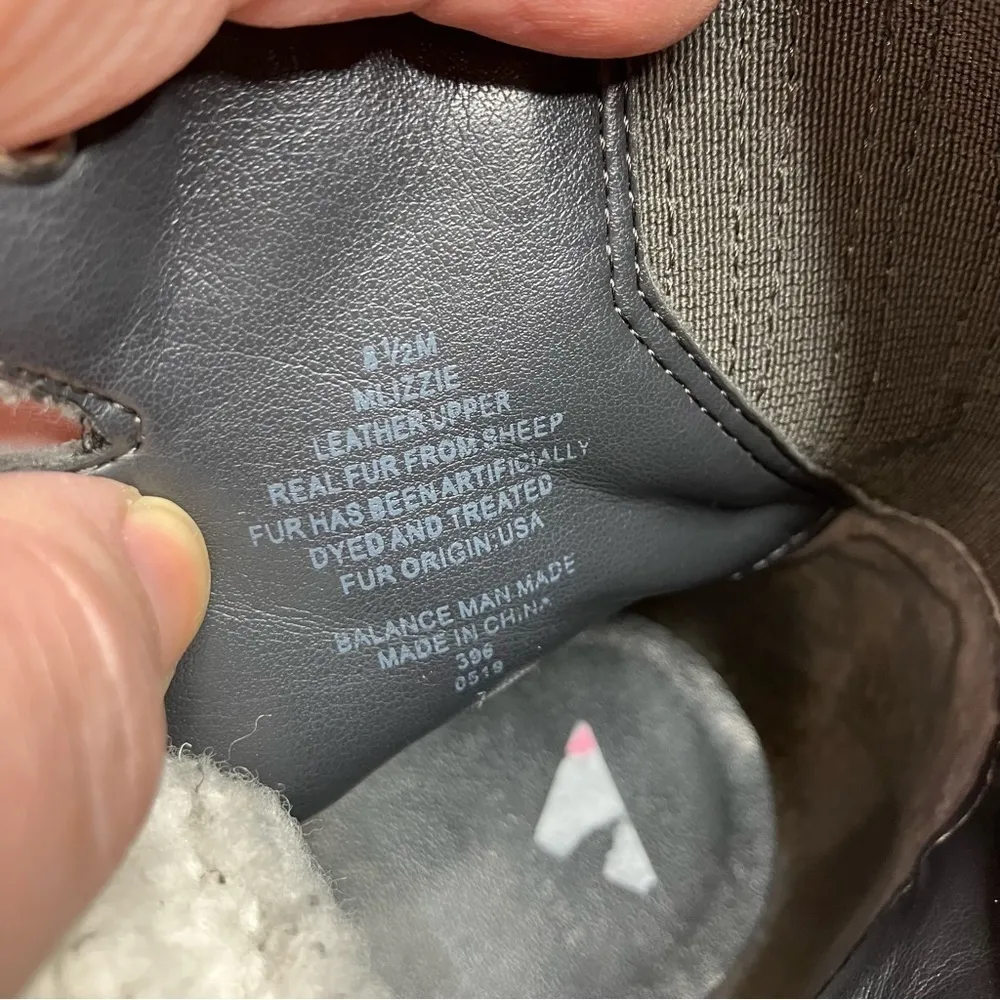 8 ½M
MLIZZIE
LEATHER UPPER
REAL FUR FROM SHEEP
FUR HAS BEEN ARTIFICIALLY
DYED AND TREATED
FUR ORIGIN:USA
BALANCE MAN MADE
MADE IN CHINA
396
0519
7